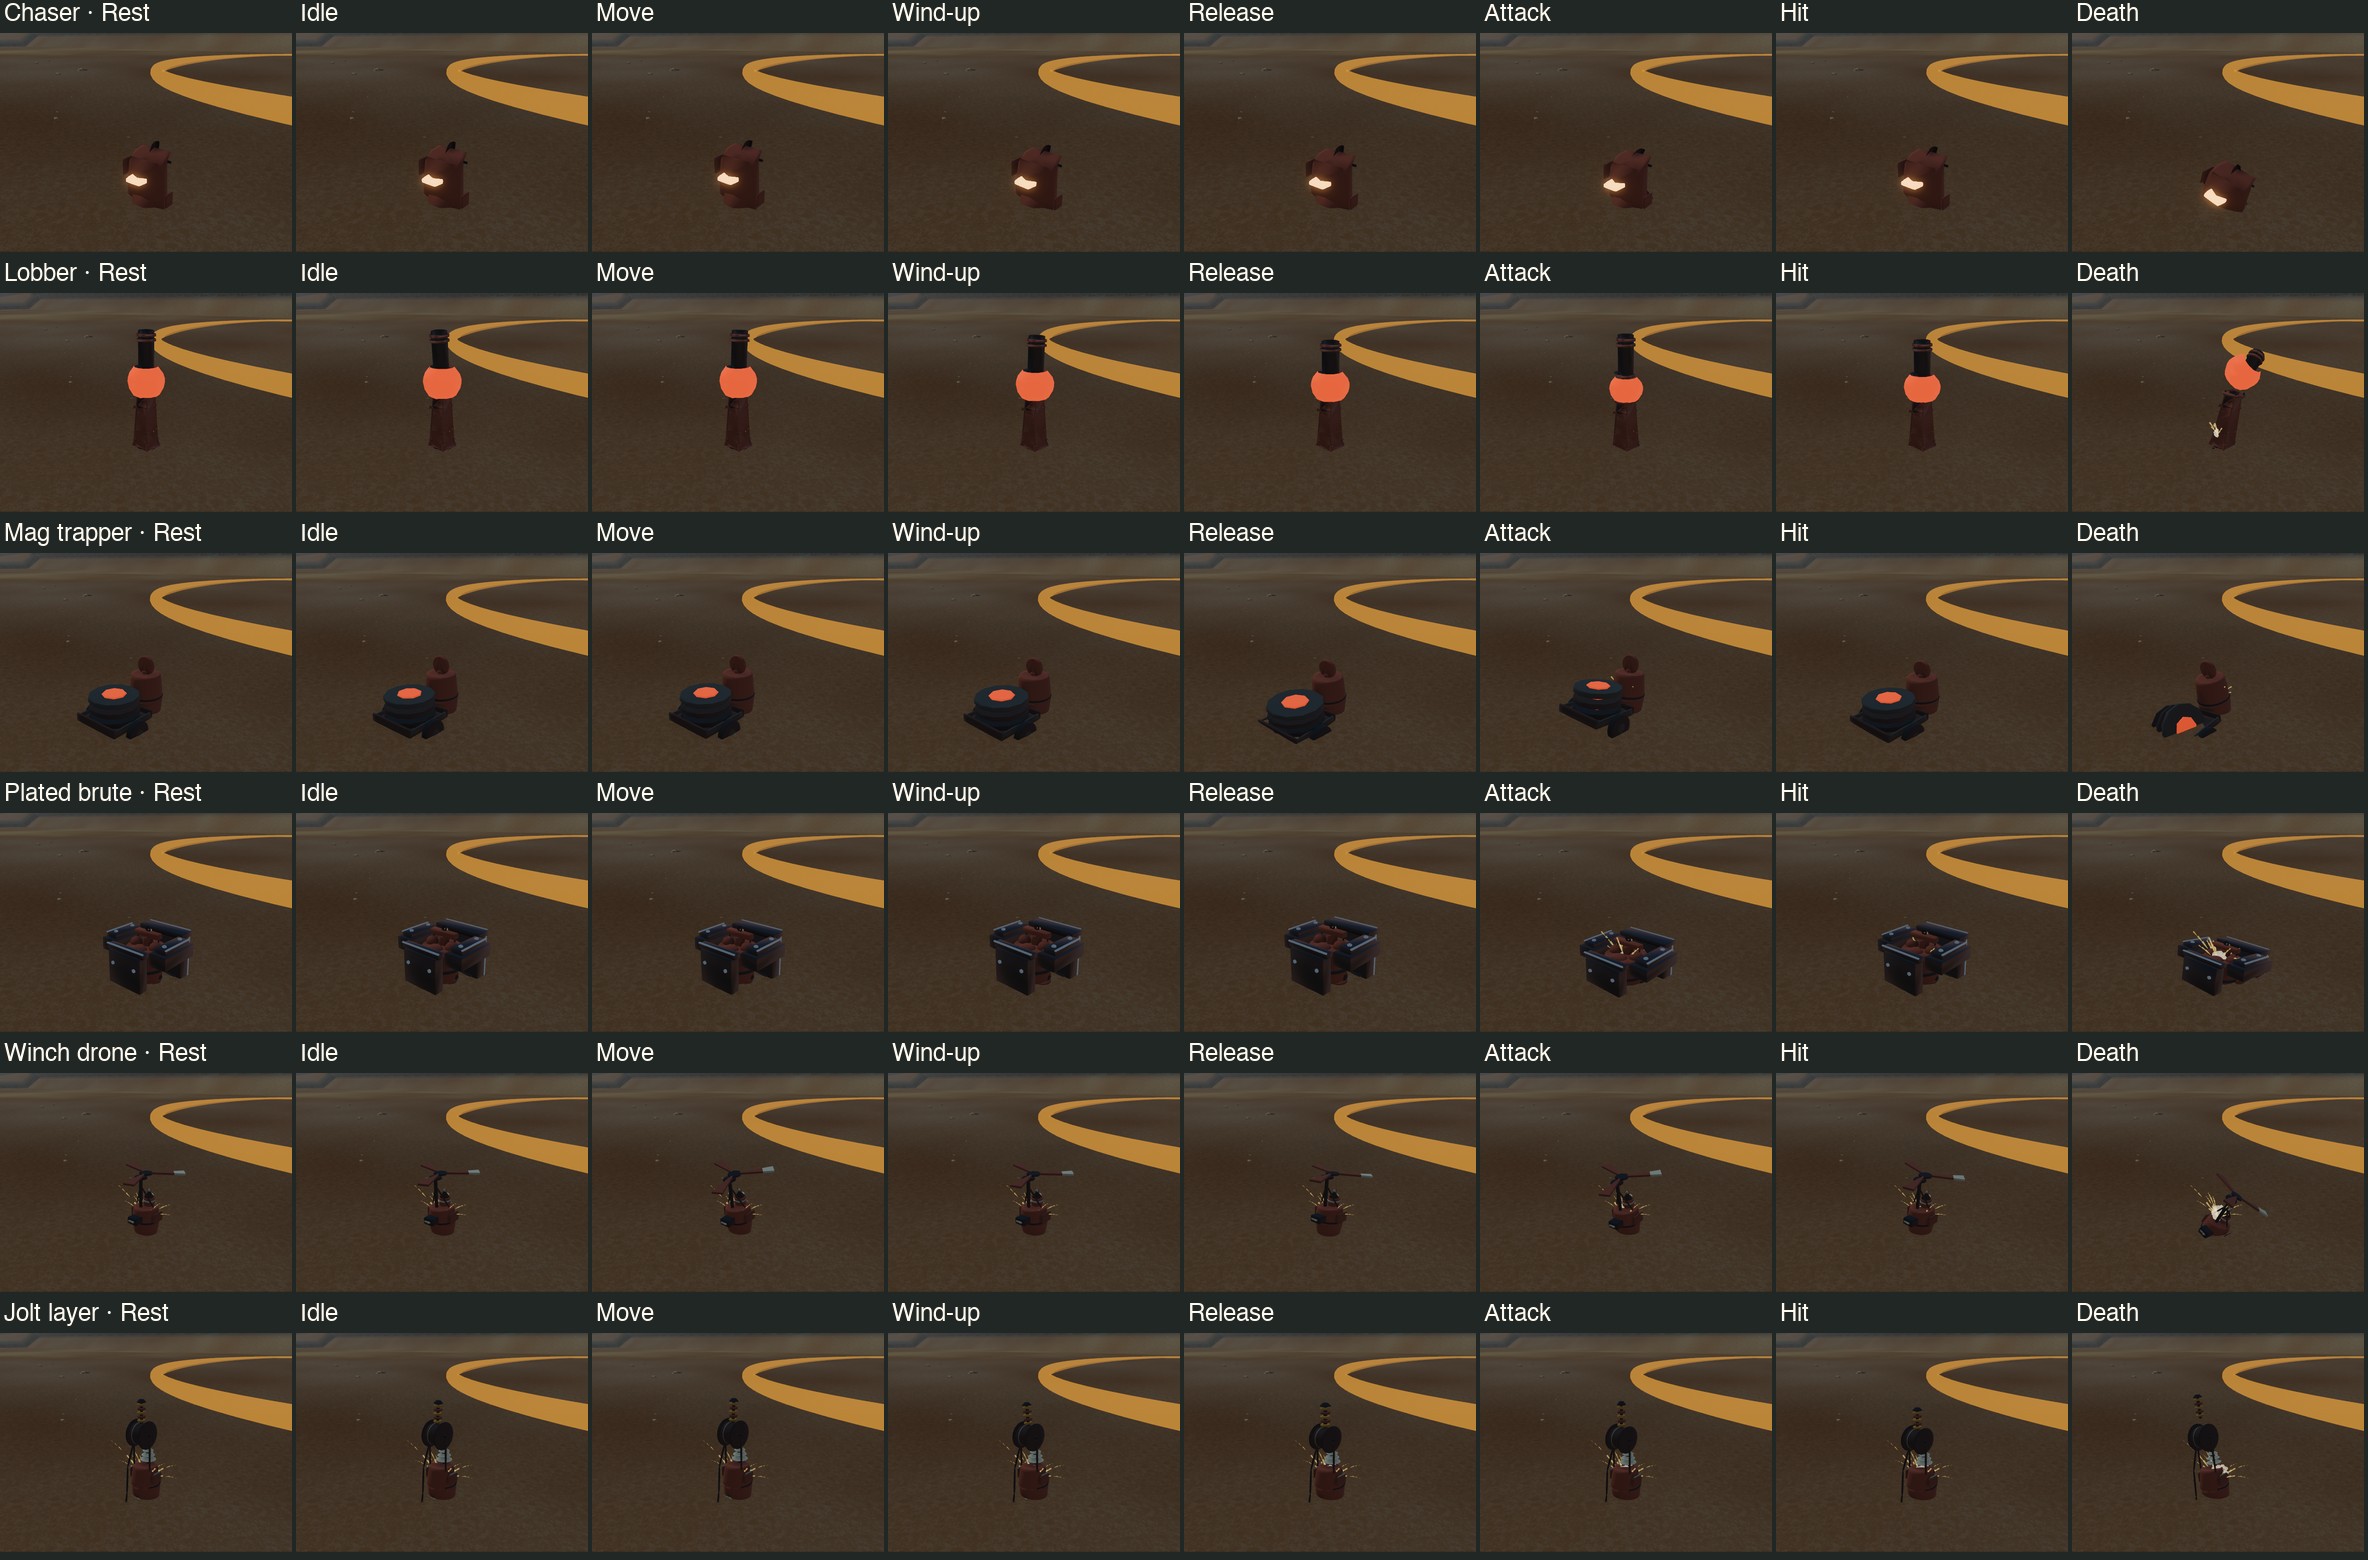 Chaser · Rest Idle Move Wind-up Release Attack Hit Death
Lobber · Rest Idle Move Wind-up Release Attack Hit Death
Mag trapper · Rest Idle Move Wind-up Release Attack Hit Death
Plated brute · Rest Idle Move Wind-up Release Attack Hit Death
Winch drone · Rest Idle Move Wind-up Release Attack Hit Death
Jolt layer · Rest Idle Move Wind-up Release Attack Hit Death